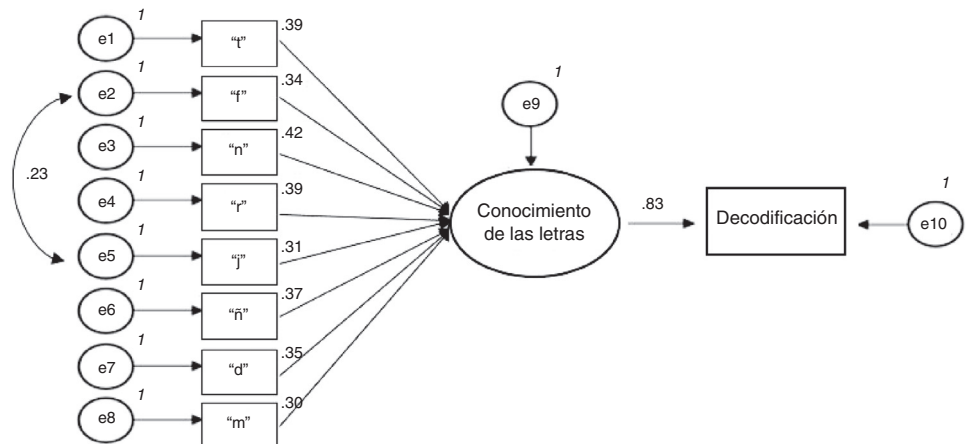 1
e1
"t"
.39
1
e2
"f"
.34
1
e3
"n"
.42
1
e4
"r"
.39
1
e5
"j"
.31
1
e6
"ñ"
.37
1
e7
"d"
.35
1
e8
"m"
.30
.23
1
e9
Conocimiento
de las letras
.83
Decodificación
1
e10